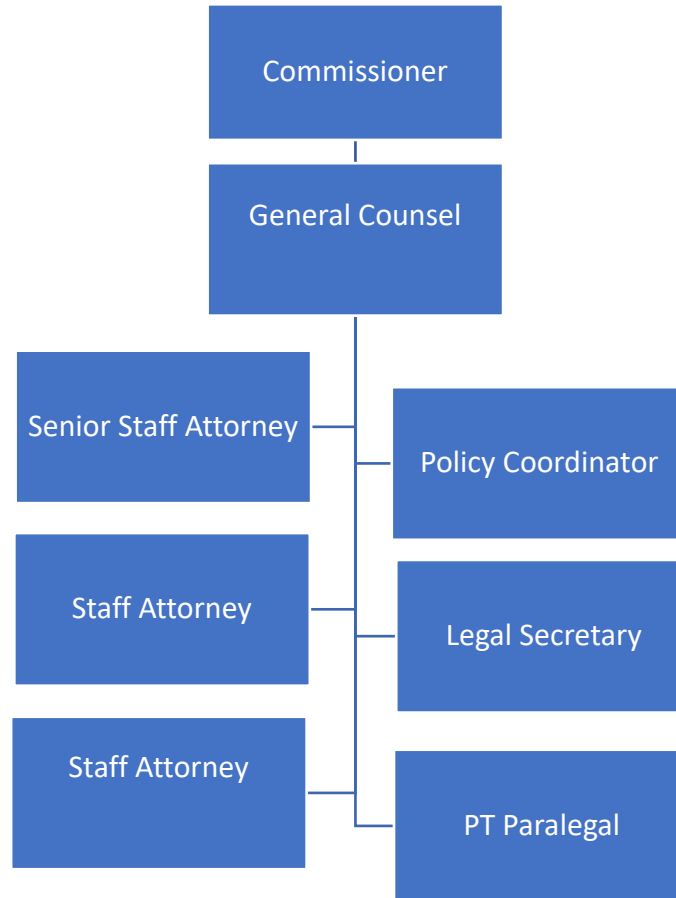 Commissioner
General Counsel
Senior Staff Attorney
Policy Coordinator
Staff Attorney
Legal Secretary
Staff Attorney
PT Paralegal